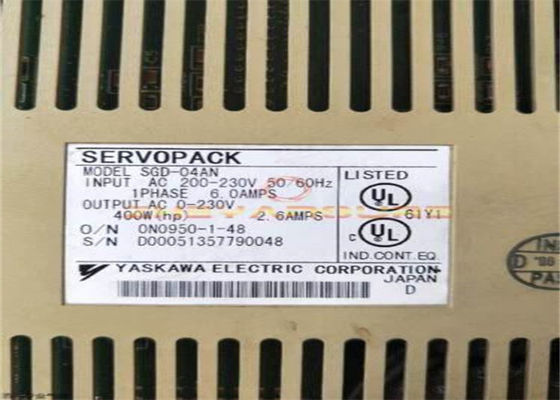 SERVOPACK
MODEL SGD-04AN
INPUT AC 200-230V 50/60Hz
1PHASE 6.0AMPS
OUTPUT AC 0-230V
400W(hp) 2.6AMPS
O/N 0N0950-1-48
S/N D00051357790048
YASKAWA ELECTRIC CORPORATION
JAPAN
D
LISTED
UL
61Y1
c UL
IND.CONT.EQ.
D '98